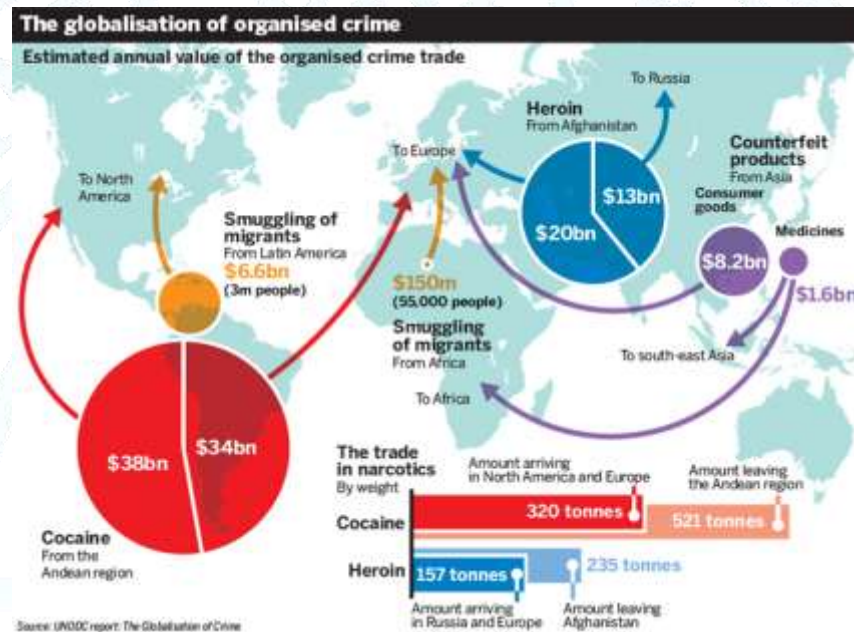 The globalisation of organised crime
Estimated annual value of the organised crime trade
To Russia
Heroin
From Afghanistan
To Europe
Counterfeit
products
From Asia
Consumer
goods
To North
America
$13bn
Medicines
Smuggling of
migrants
From Latin America
$6.6bn
(3m people)
$20bn
$8.2bn
$150m
(55,000 people)
$1.6bn
Smuggling
of migrants
From Africa
To south-east Asia
To Africa
$38bn
$34bn
The trade
in narcotics
By weight
Amount arriving
in North America and Europe
Amount leaving
the Andean region
Cocaine
320 tonnes
521 tonnes
Cocaine
From the
Andean region
Heroin
157 tonnes
235 tonnes
Amount arriving
in Russia and Europe
Amount leaving
Afghanistan
Source: UNODC report: The Globalisation of Crime